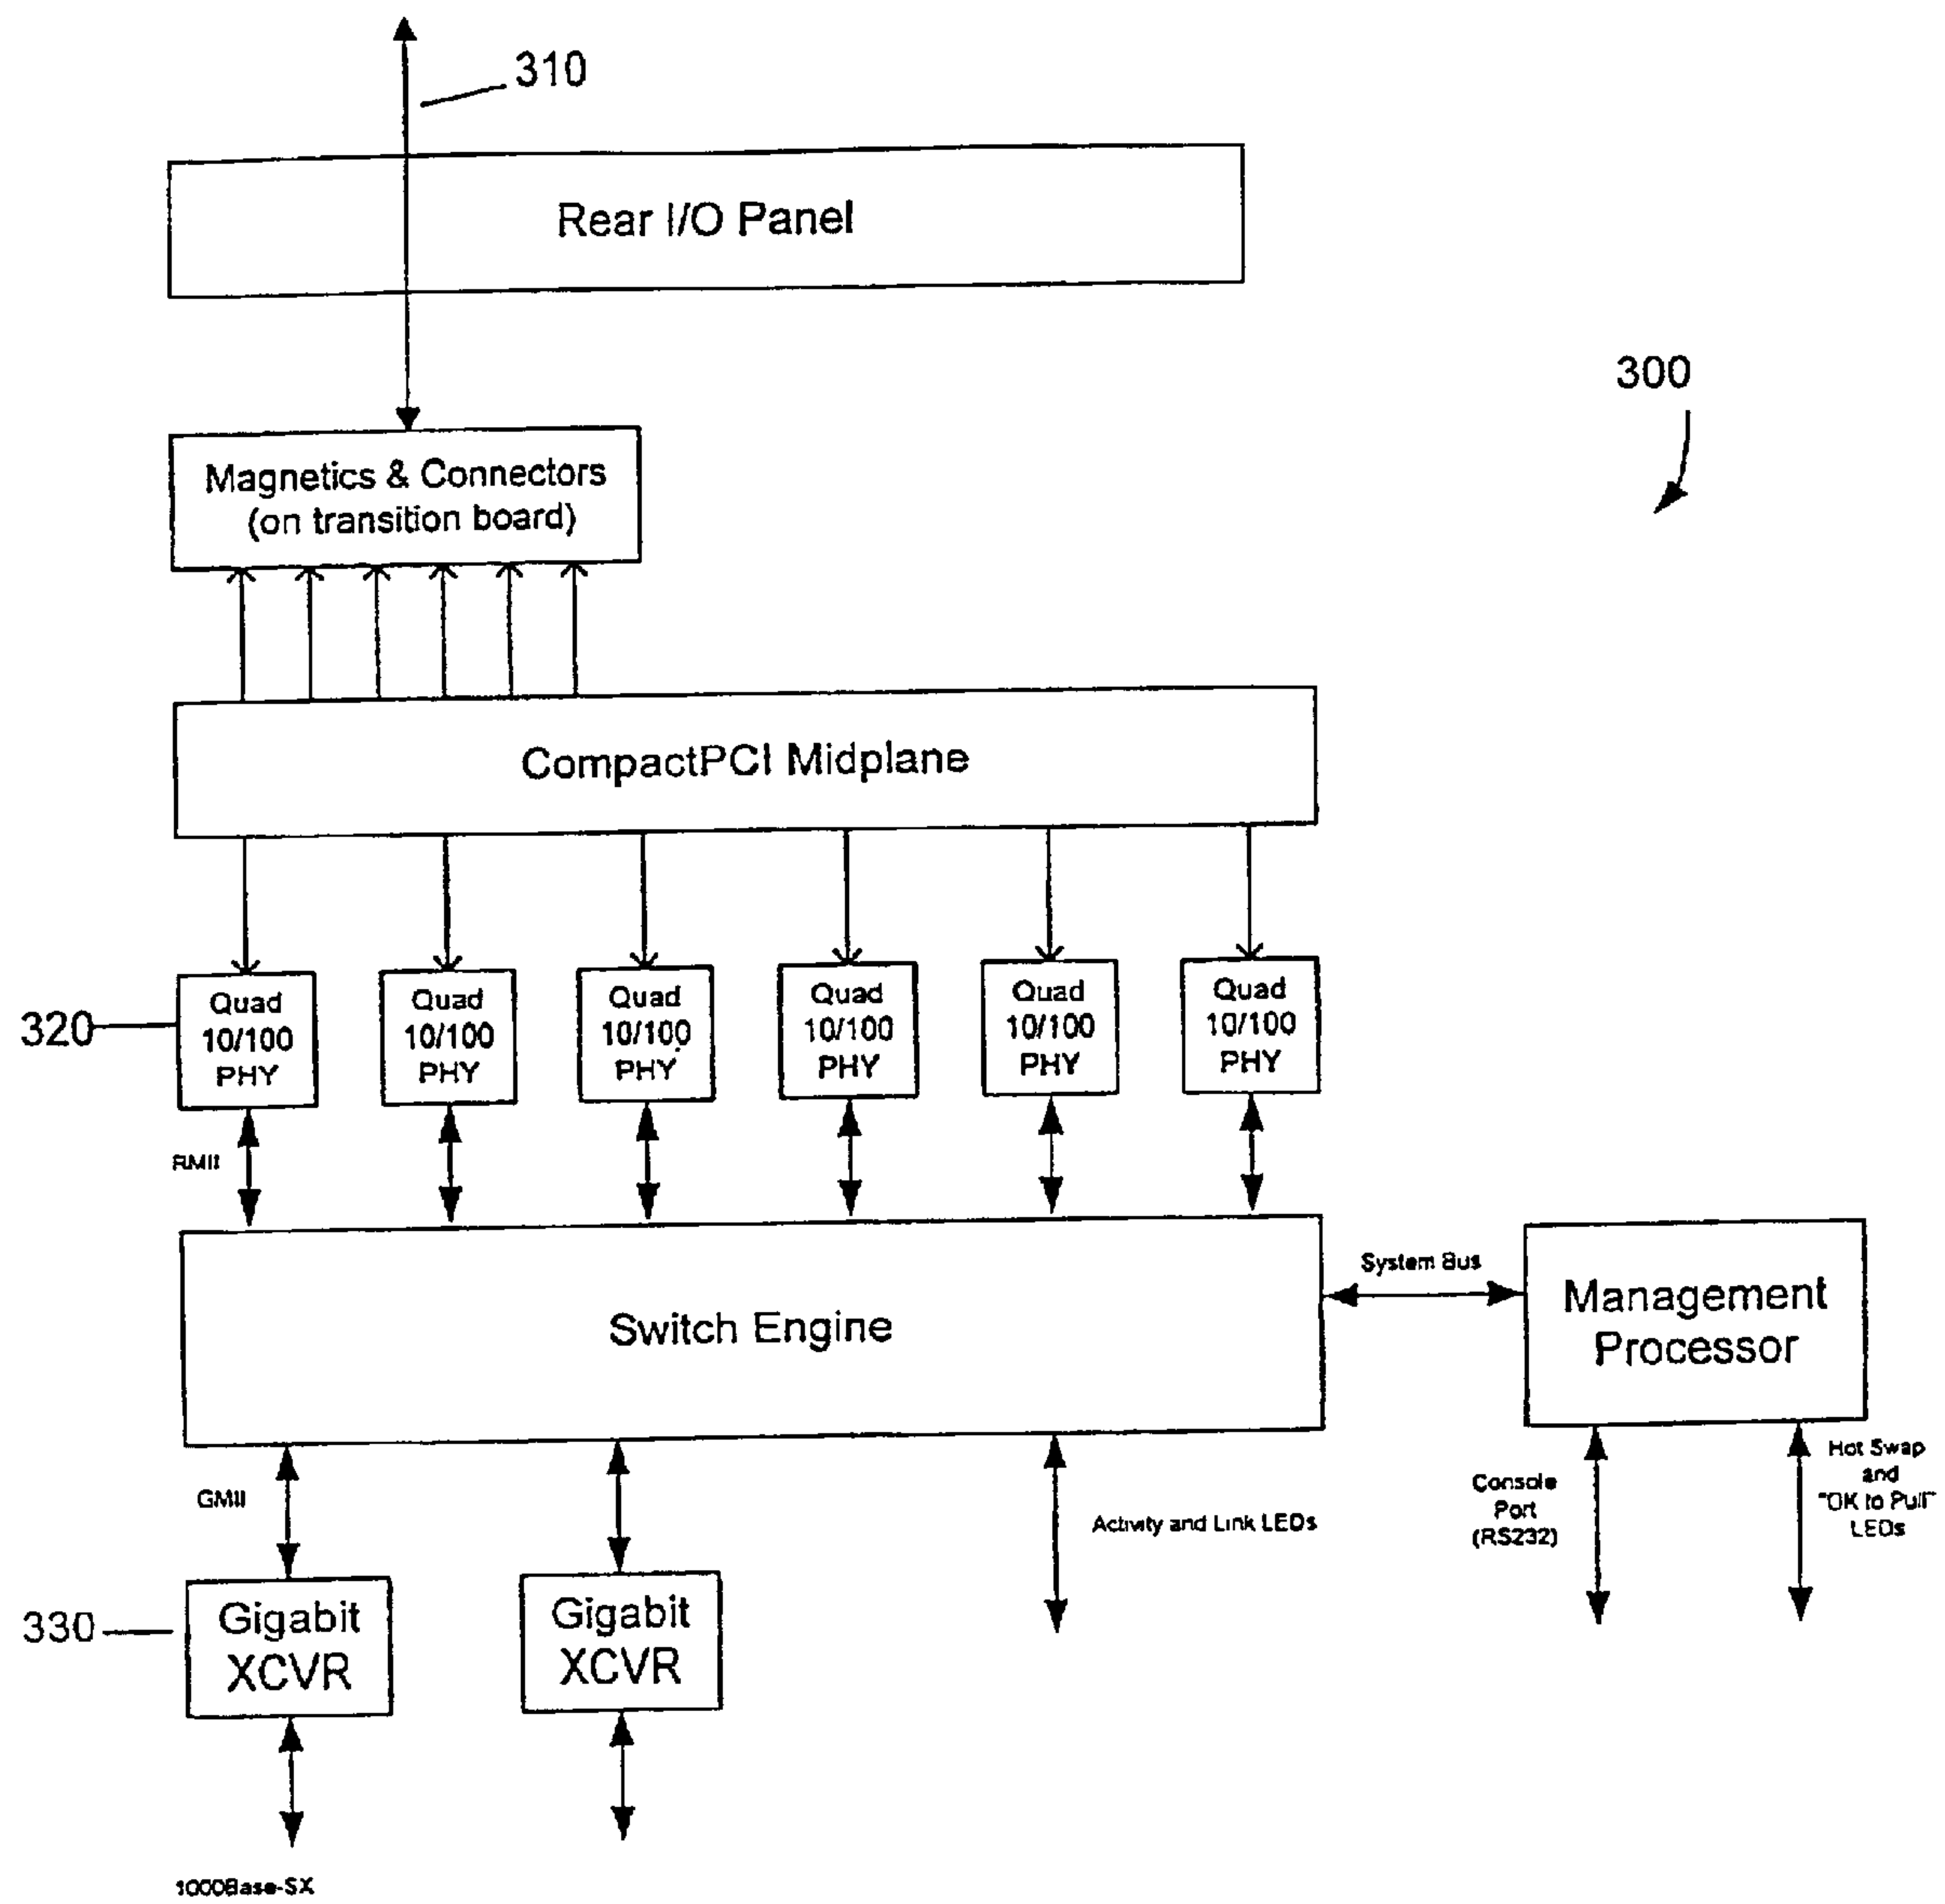 310
Rear I/O Panel
300
Magnetics & Connectors
(on transition board)
CompactPCI Midplane
320
Quad
10/100
PHY
Quad
10/100
PHY
Quad
10/100
PHY
Quad
10/100
PHY
Quad
10/100
PHY
Quad
10/100
PHY
RMII
Switch Engine
System Bus
Management
Processor
GMII
Activity and Link LEDs
Console
Port
(RS232)
Hot Swap
and
"OK to Pull"
LEDs
330
Gigabit
XCVR
Gigabit
XCVR
1000Base-SX